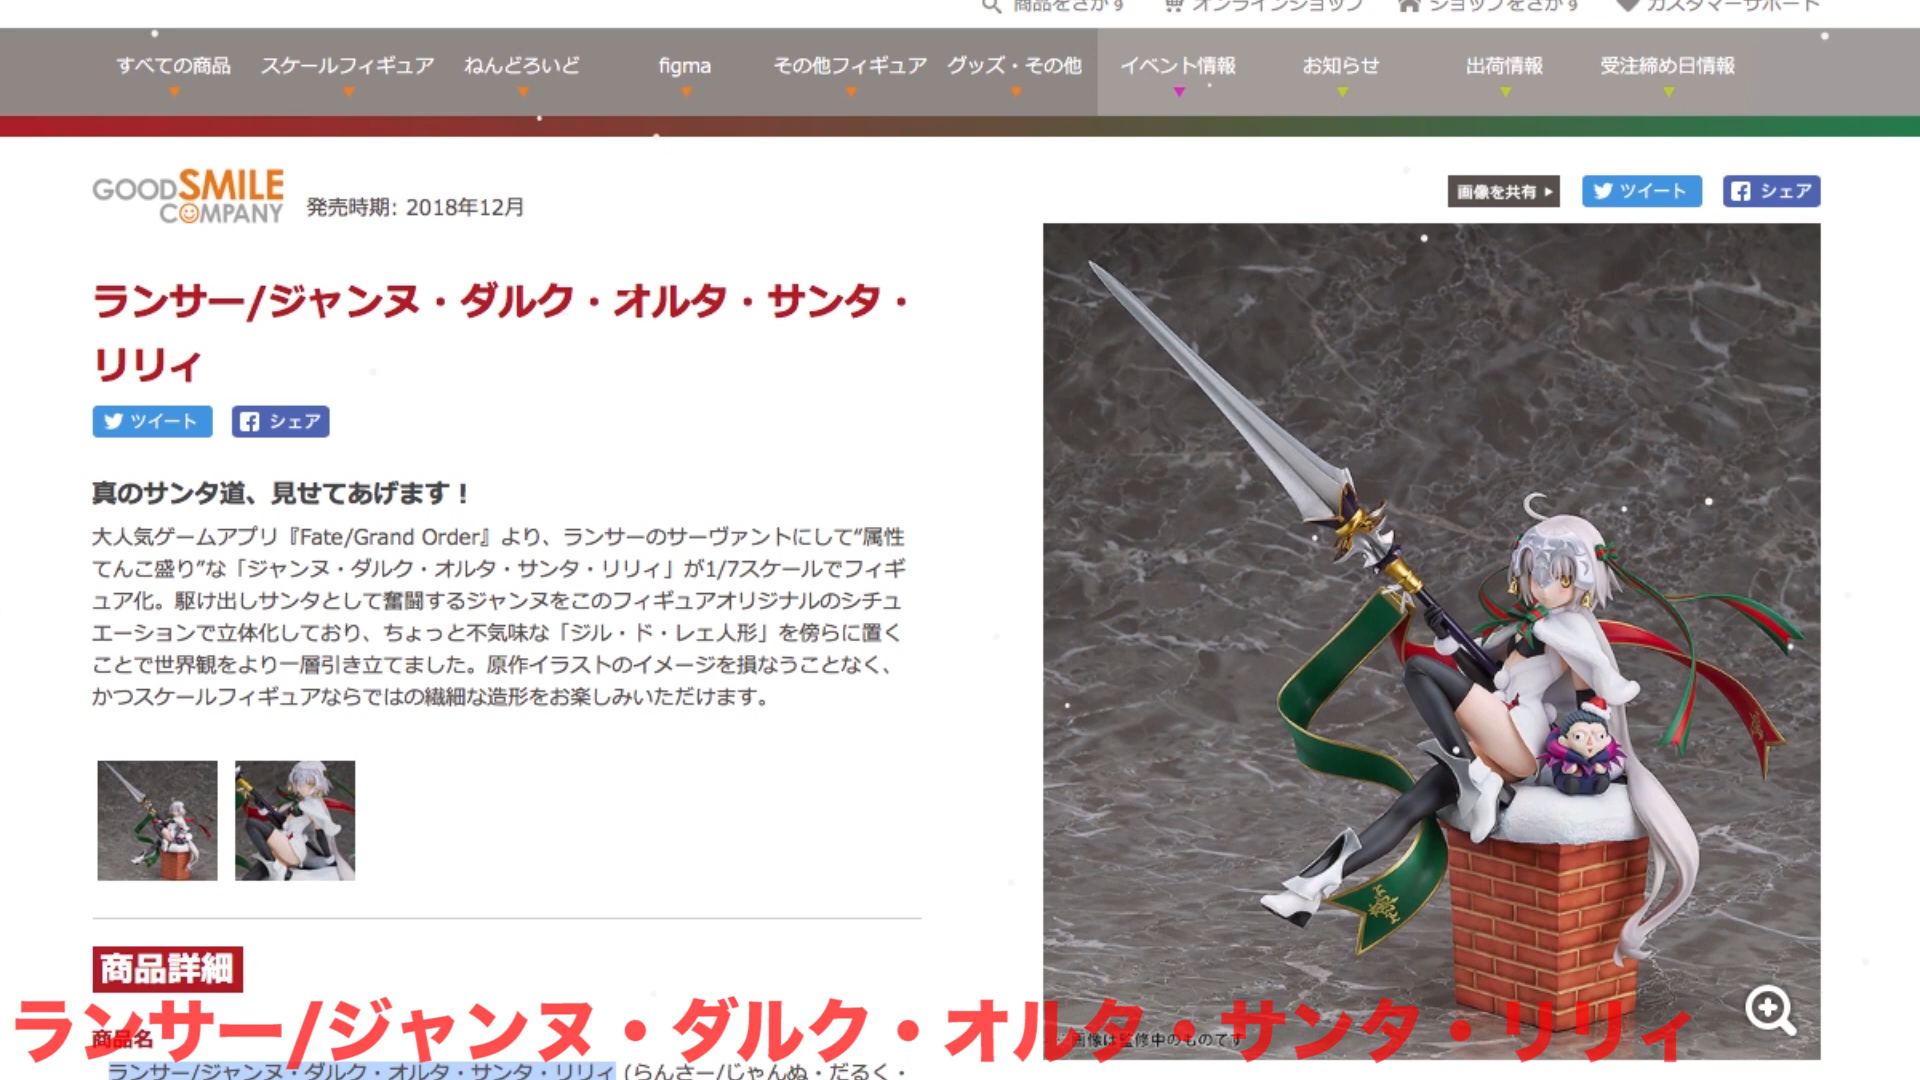 商品をさがす オンラインショップ ショップをさがす カスタマーサポート
すべての商品 スケールフィギュア ねんどろいど figma その他フィギュア グッズ・その他 イベント情報 お知らせ 出荷情報 受注締め日情報
GOOD SMILE
COMPANY
発売時期: 2018年12月
画像を共有 ツイート シェア
ランサー/ジャンヌ・ダルク・オルタ・サンタ・
リリィ
ツイート シェア
真のサンタ道、見せてあげます！
大人気ゲームアプリ『Fate/Grand Order』より、ランサーのサーヴァントにして“属性
てんこ盛り”な「ジャンヌ・ダルク・オルタ・サンタ・リリィ」が1/7スケールでフィギ
ュア化。駆け出しサンタとして奮闘するジャンヌをこのフィギュアオリジナルのシチュ
エーションで立体化しており、ちょっと不気味な「ジル・ド・レェ人形」を傍らに置く
ことで世界観をより一層引き立てました。原作イラストのイメージを損なうことなく、
かつスケールフィギュアならではの繊細な造形をお楽しみいただけます。
商品詳細
商品名
ランサー/ジャンヌ・ダルク・オルタ・サンタ・リリィ
画像は監修中のものです
ランサー/ジャンヌ・ダルク・オルタ・サンタ・リリィ (らんさー/じゃんぬ・だるく・